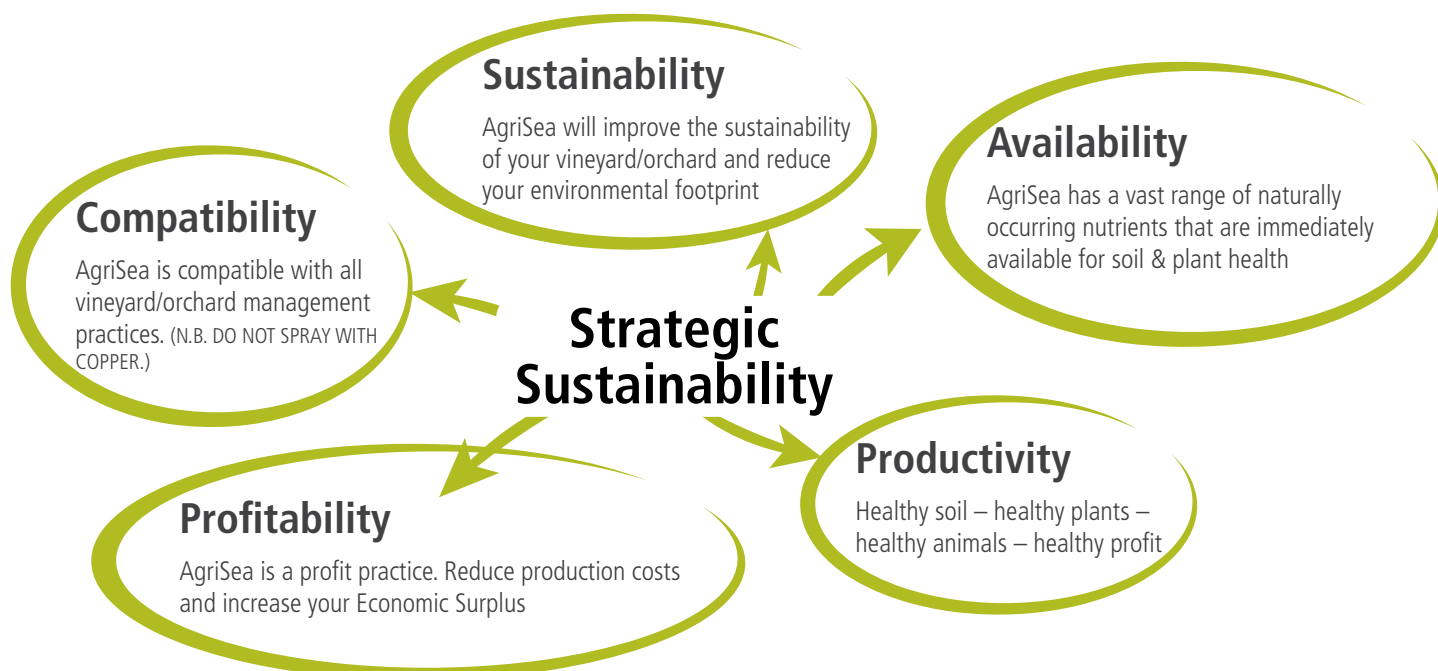 Sustainability
AgriSea will improve the sustainability
of your vineyard/orchard and reduce
your environmental footprint
Availability
AgriSea has a vast range of naturally
occurring nutrients that are immediately
available for soil & plant health
Compatibility
AgriSea is compatible with all
vineyard/orchard management
practices. (N.B. DO NOT SPRAY WITH
COPPER.)
Strategic
Sustainability
Productivity
Healthy soil – healthy plants –
healthy animals – healthy profit
Profitability
AgriSea is a profit practice. Reduce production costs
and increase your Economic Surplus